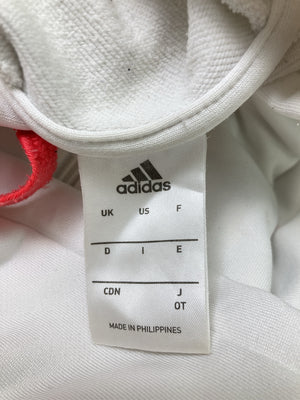 adidas
UK US F
D I E
CDN J
OT
MADE IN PHILIPPINES